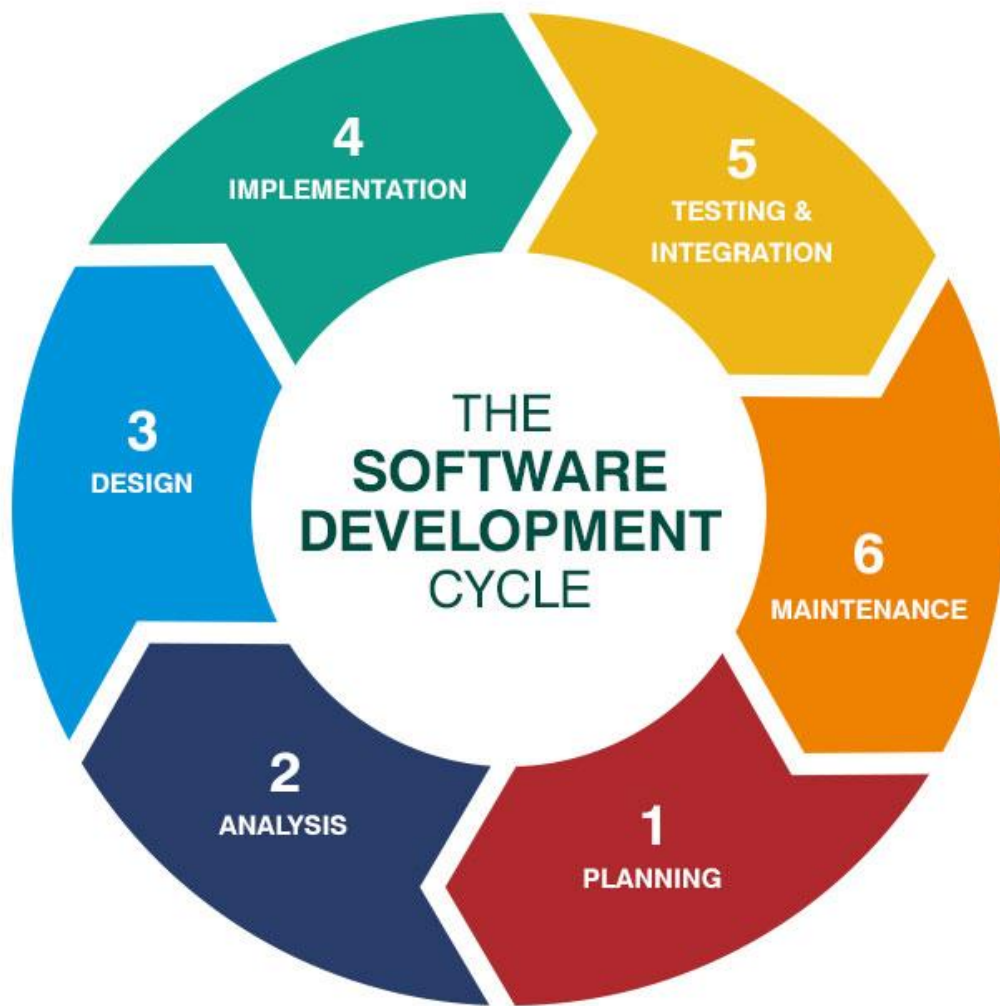 THE
SOFTWARE
DEVELOPMENT
CYCLE
1
PLANNING
2
ANALYSIS
3
DESIGN
4
IMPLEMENTATION
5
TESTING &
INTEGRATION
6
MAINTENANCE